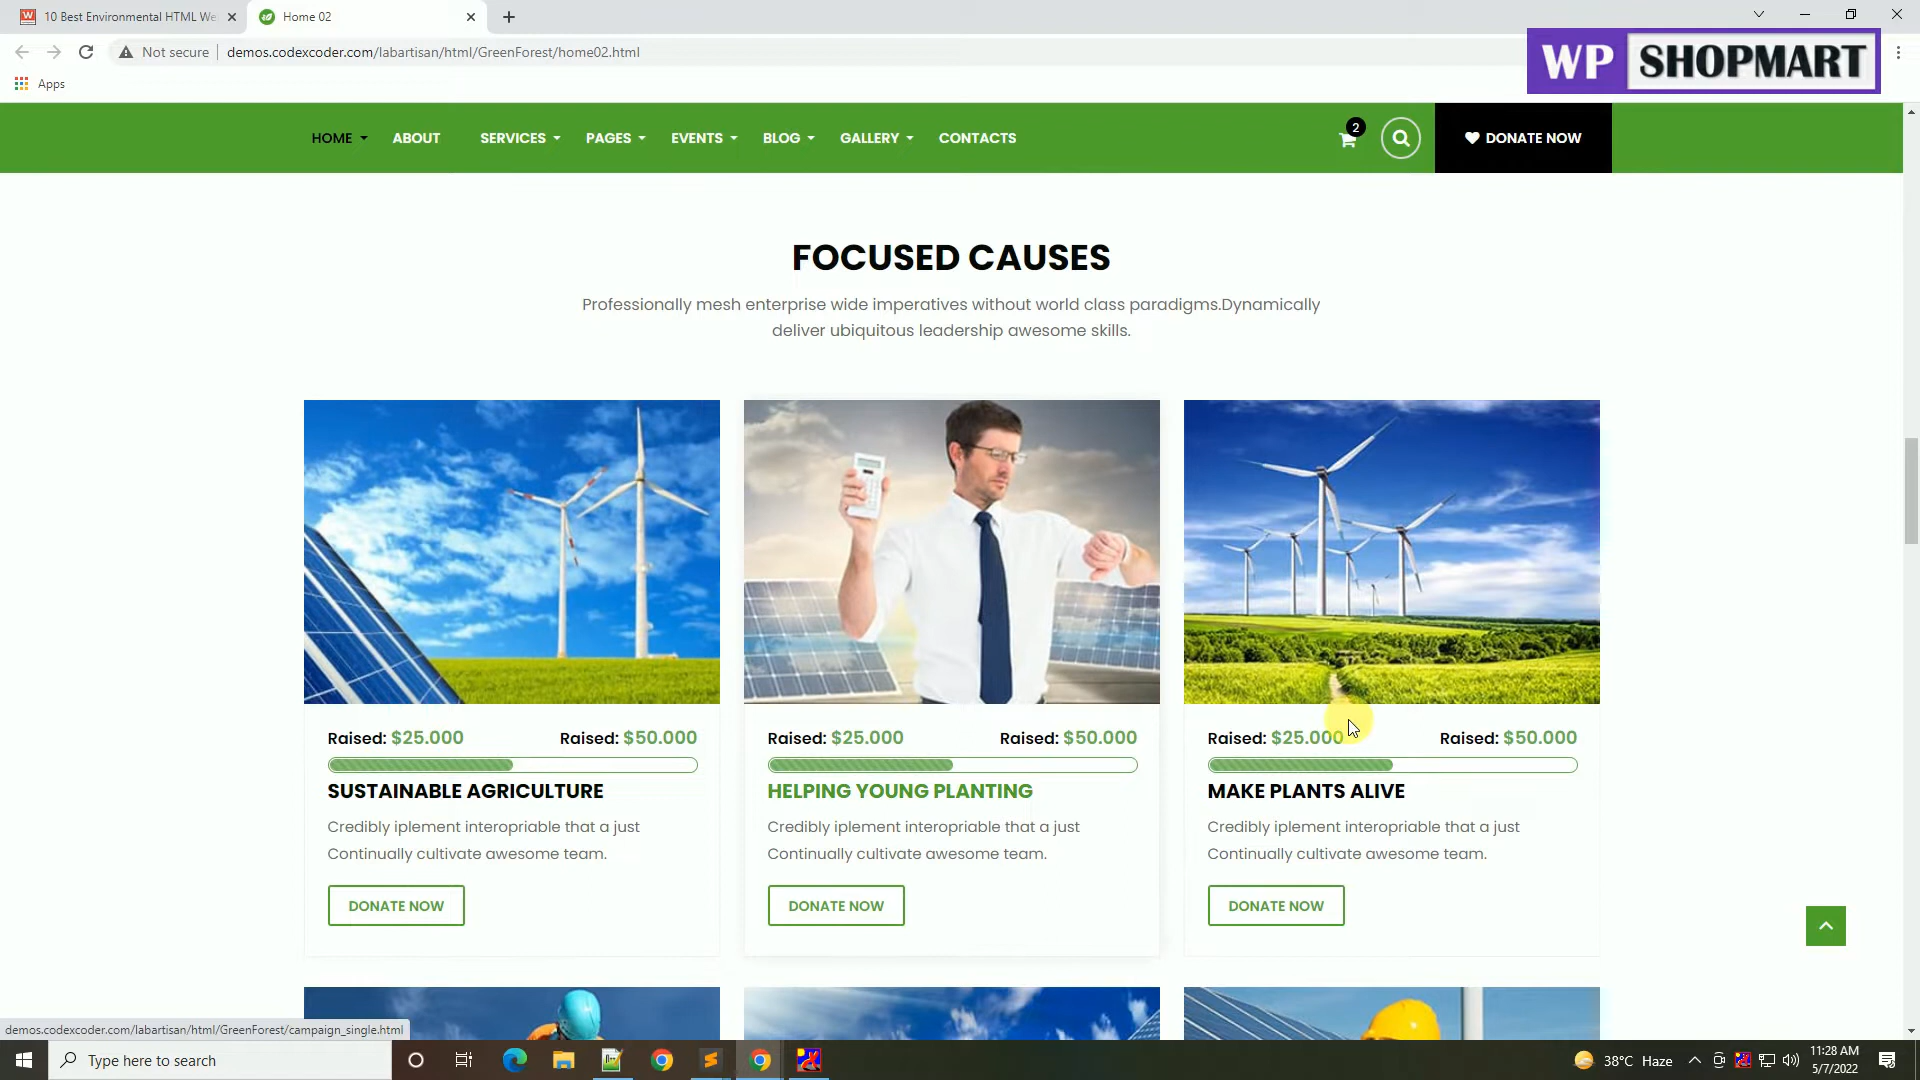 10 Best Environmental HTML We
Home 02
Not secure
demos.codexcoder.com/labartisan/html/GreenForest/home02.html
WP SHOPMART
Apps
HOME
ABOUT
SERVICES
PAGES
EVENTS
BLOG
GALLERY
CONTACTS
2
DONATE NOW
FOCUSED CAUSES
Professionally mesh enterprise wide imperatives without world class paradigms.Dynamically
deliver ubiquitous leadership awesome skills.
Raised: $25.000 Raised: $50.000
SUSTAINABLE AGRICULTURE
Credibly iplement interopriable that a just
Continually cultivate awesome team.
DONATE NOW
Raised: $25.000 Raised: $50.000
HELPING YOUNG PLANTING
Credibly iplement interopriable that a just
Continually cultivate awesome team.
DONATE NOW
Raised: $25.000 Raised: $50.000
MAKE PLANTS ALIVE
Credibly iplement interopriable that a just
Continually cultivate awesome team.
DONATE NOW
demos.codexcoder.com/labartisan/html/GreenForest/campaign_single.html
Type here to search
38°C Haze
11:28 AM
5/7/2022